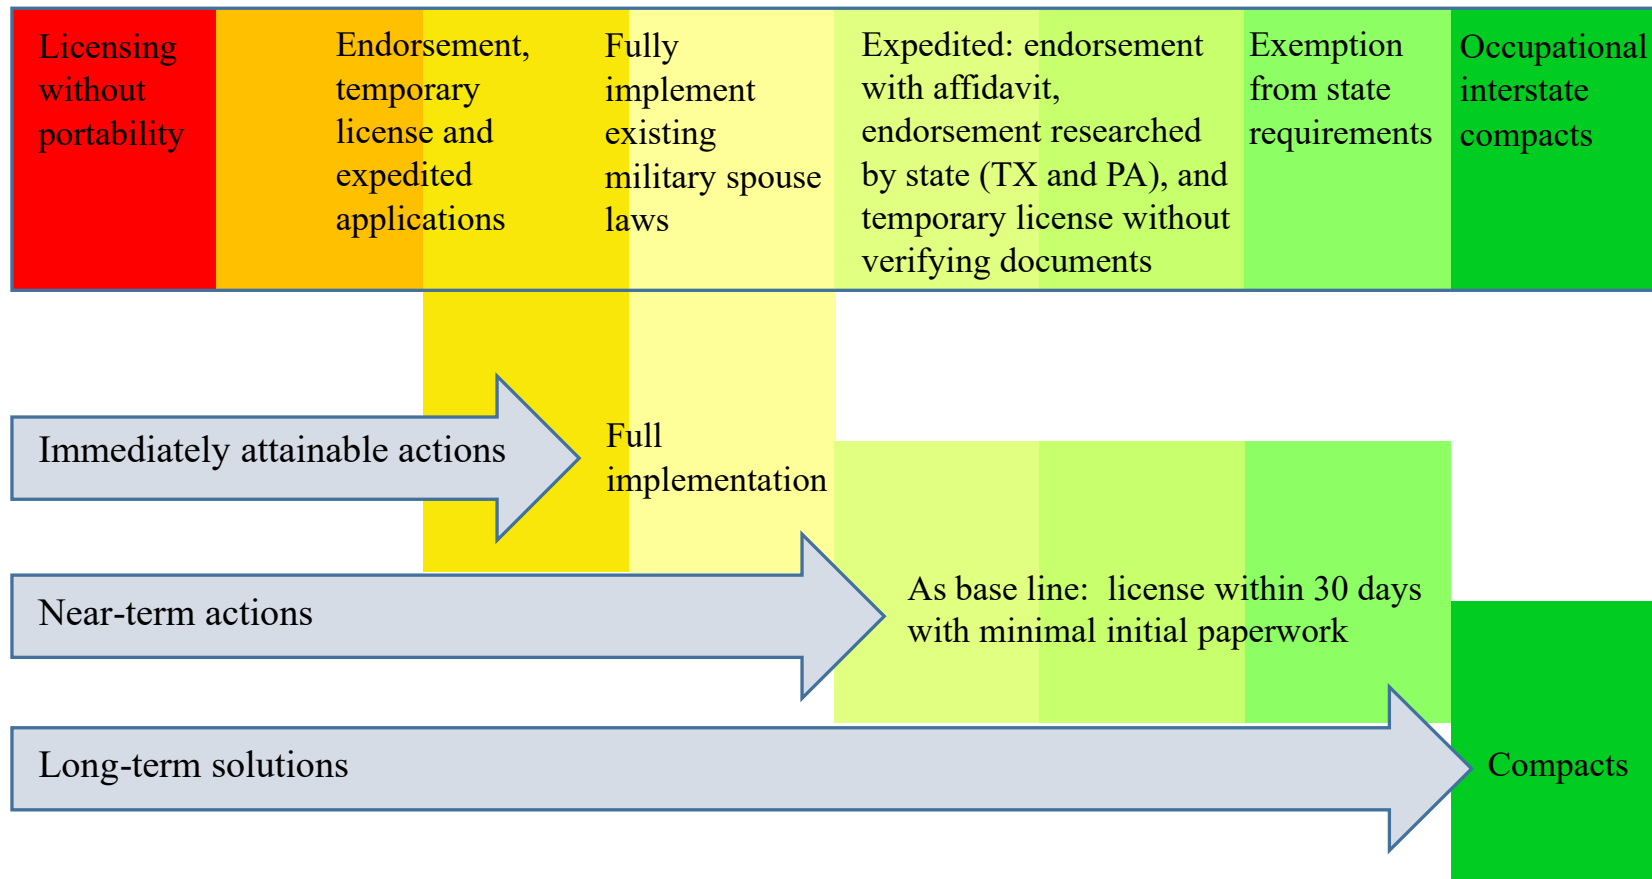 Licensing
without
portability
Endorsement,
temporary
license and
expedited
applications
Fully
implement
existing
military spouse
laws
Expedited: endorsement
with affidavit,
endorsement researched
by state (TX and PA), and
temporary license without
verifying documents
Exemption
from state
requirements
Occupational
interstate
compacts
Immediately attainable actions
Full
implementation
Near-term actions
As base line:  license within 30 days
with minimal initial paperwork
Long-term solutions
Compacts